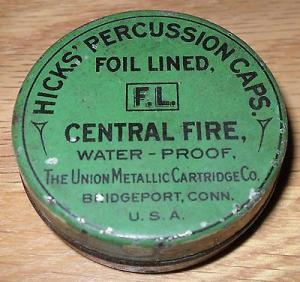 HICKS' PERCUSSION CAPS.
FOIL LINED,
F.L.
CENTRAL FIRE,
WATER-PROOF,
THE UNION METALLIC CARTRIDGE CO.
BRIDGEPORT, CONN.
U.S.A.